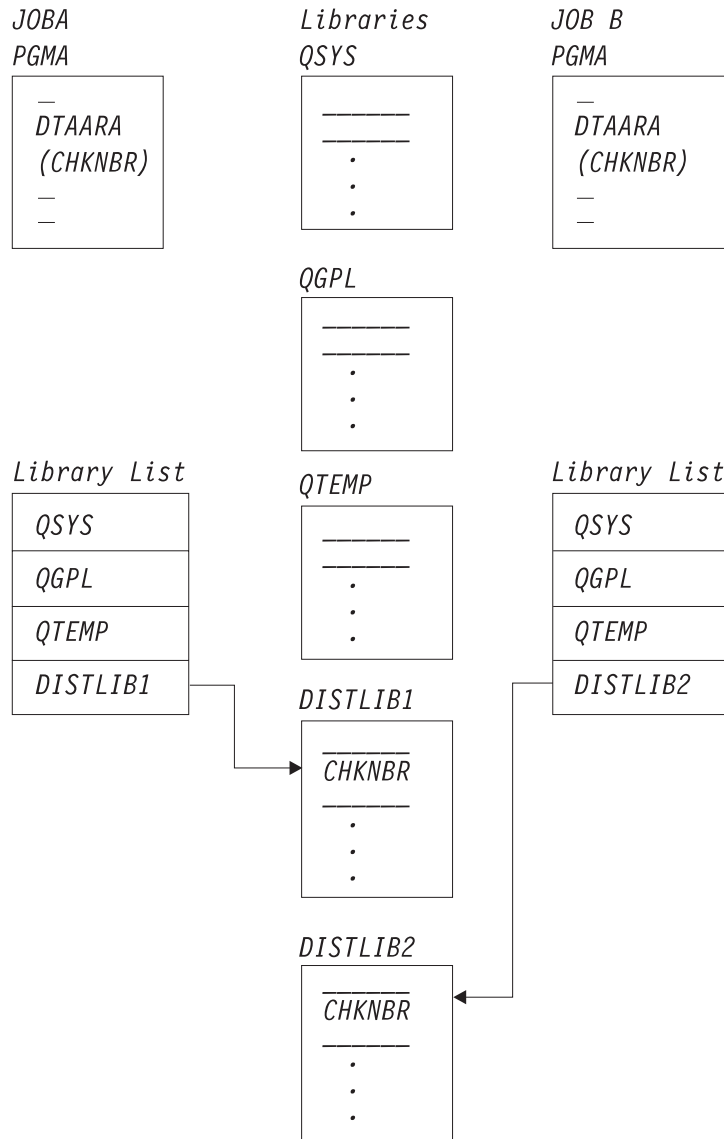 JOBA
PGMA
DTAARA
(CHKNBR)
Library List
QSYS
QGPL
QTEMP
DISTLIB1
Libraries
QSYS
QGPL
QTEMP
DISTLIB1
CHKNBR
DISTLIB2
CHKNBR
JOB B
PGMA
DTAARA
(CHKNBR)
Library List
QSYS
QGPL
QTEMP
DISTLIB2